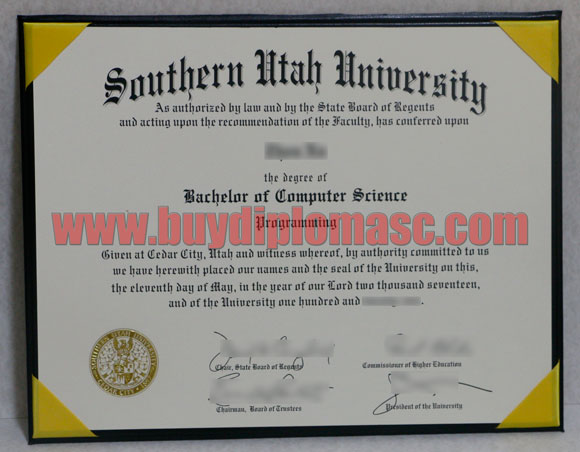 Southern Utah University
As authorized by law and by the State Board of Regents
and acting upon the recommendation of the Faculty, has conferred upon
the degree of
Bachelor of Computer Science
Programming
www.buydiplomasc.com
Given at Cedar City, Utah and witness whereof, by authority committed to us
we have herewith placed our names and the seal of the University on this,
the eleventh day of May, in the year of our Lord two thousand seventeen,
and of the University one hundred and
Chair, State Board of Regents
Commissioner of Higher Education
Chairman, Board of Trustees
President of the University
SOUTHERN UTAH UNIVERSITY
CEDAR CITY